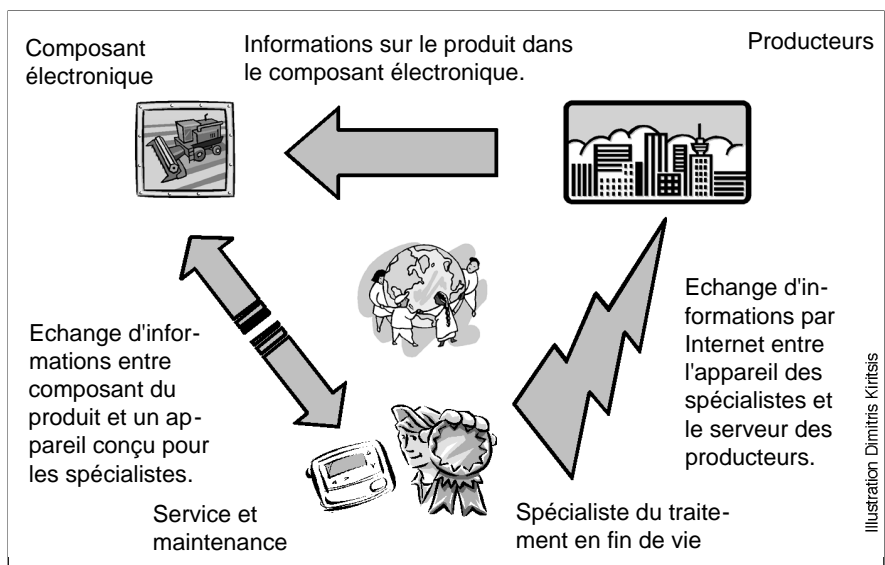 Composant
électronique
Informations sur le produit dans
le composant électronique.
Producteurs
Echange d'infor-
mations entre
composant du
produit et un ap-
pareil conçu pour
les spécialistes.
Echange d'in-
formations par
Internet entre
l'appareil des
spécialistes et
le serveur des
producteurs.
Service et
maintenance
Spécialiste du traite-
ment en fin de vie
Illustration Dimitris Kiritsis